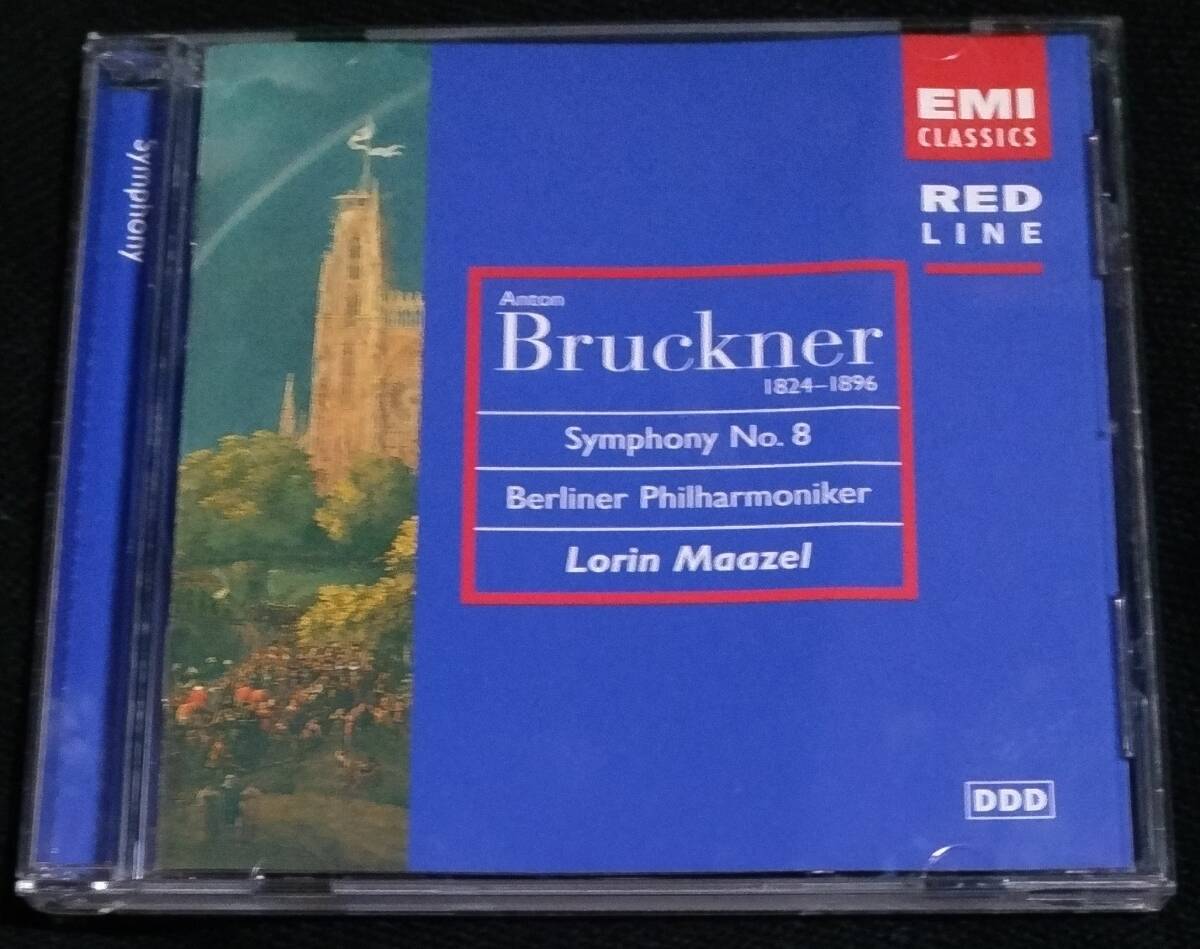 Symphony
EMI
CLASSICS
RED
LINE
Anton
Bruckner
1824–1896
Symphony No. 8
Berliner Philharmoniker
Lorin Maazel
DDD